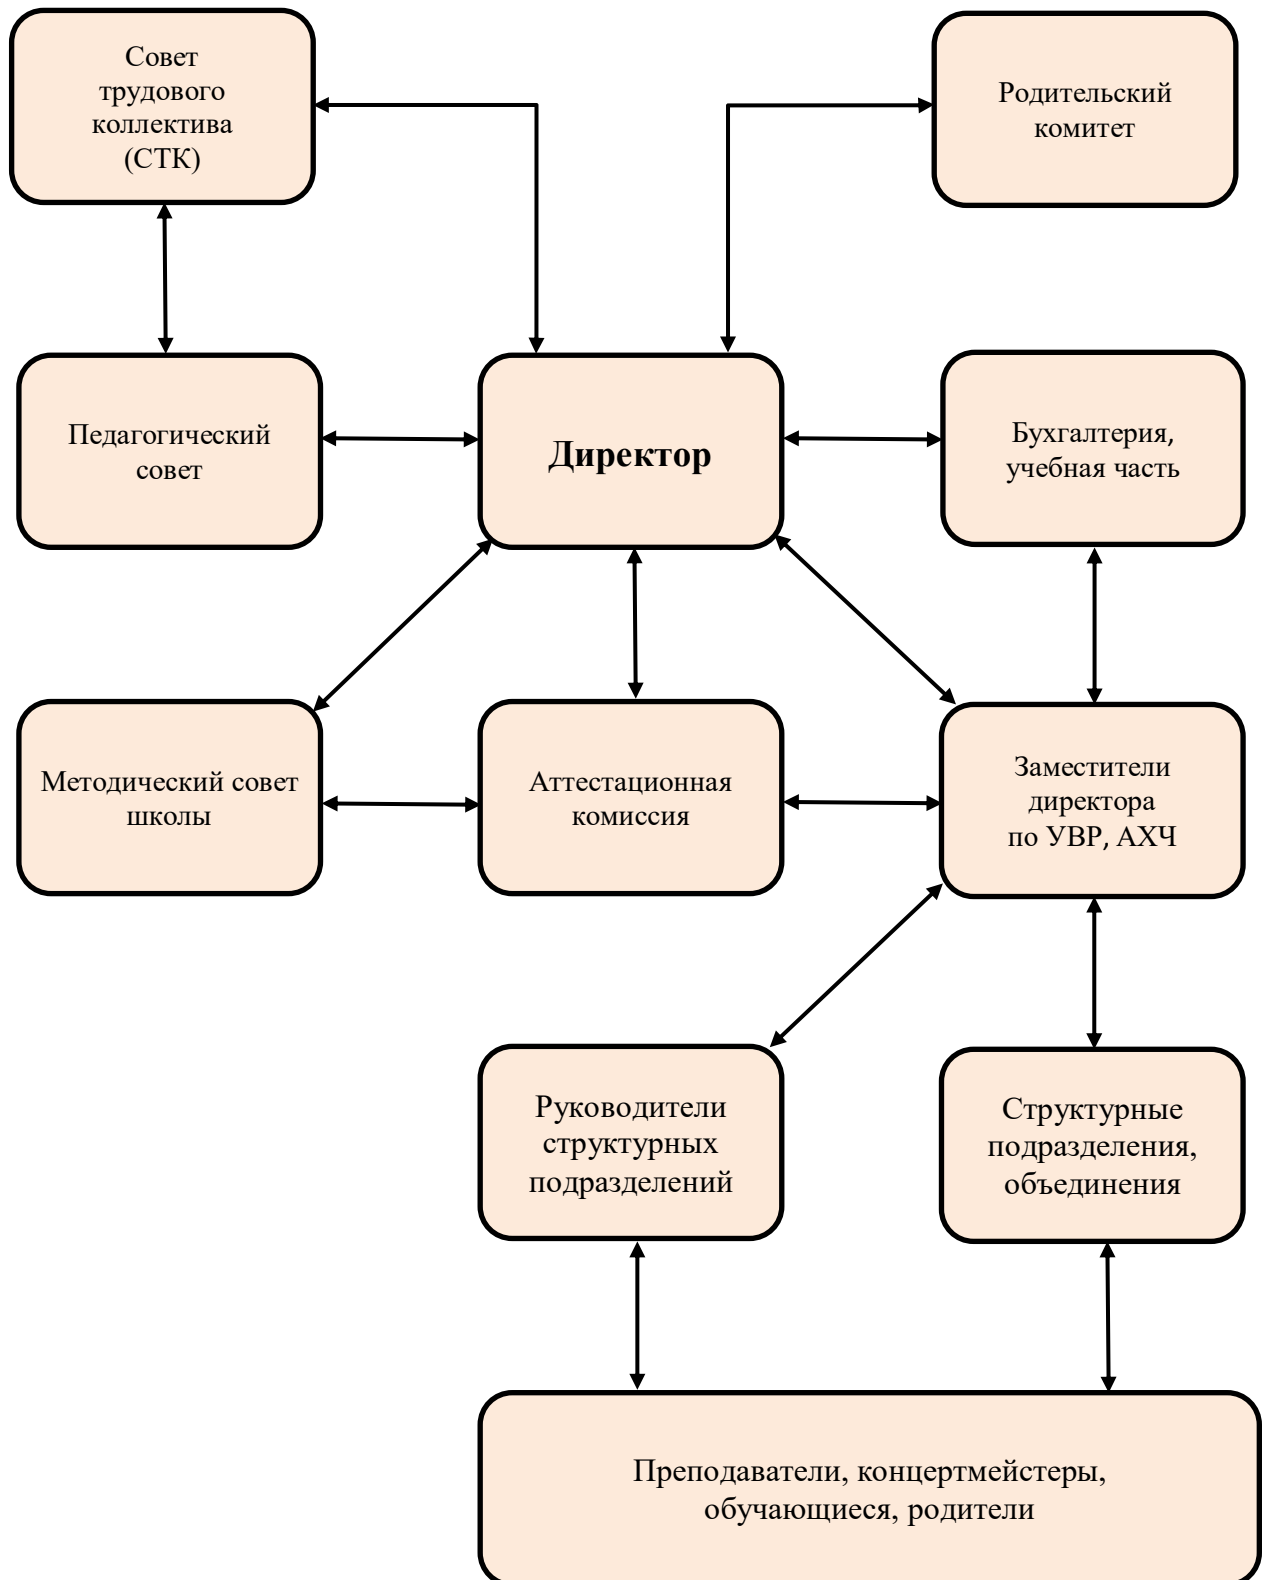 Совет
трудового
коллектива
(СТК)
Родительский
комитет
Педагогический
совет
Директор
Бухгалтерия,
учебная часть
Методический совет
школы
Аттестационная
комиссия
Заместители
директора
по УВР, АХЧ
Руководители
структурных
подразделений
Структурные
подразделения,
объединения
Преподаватели, концертмейстеры,
обучающиеся, родители